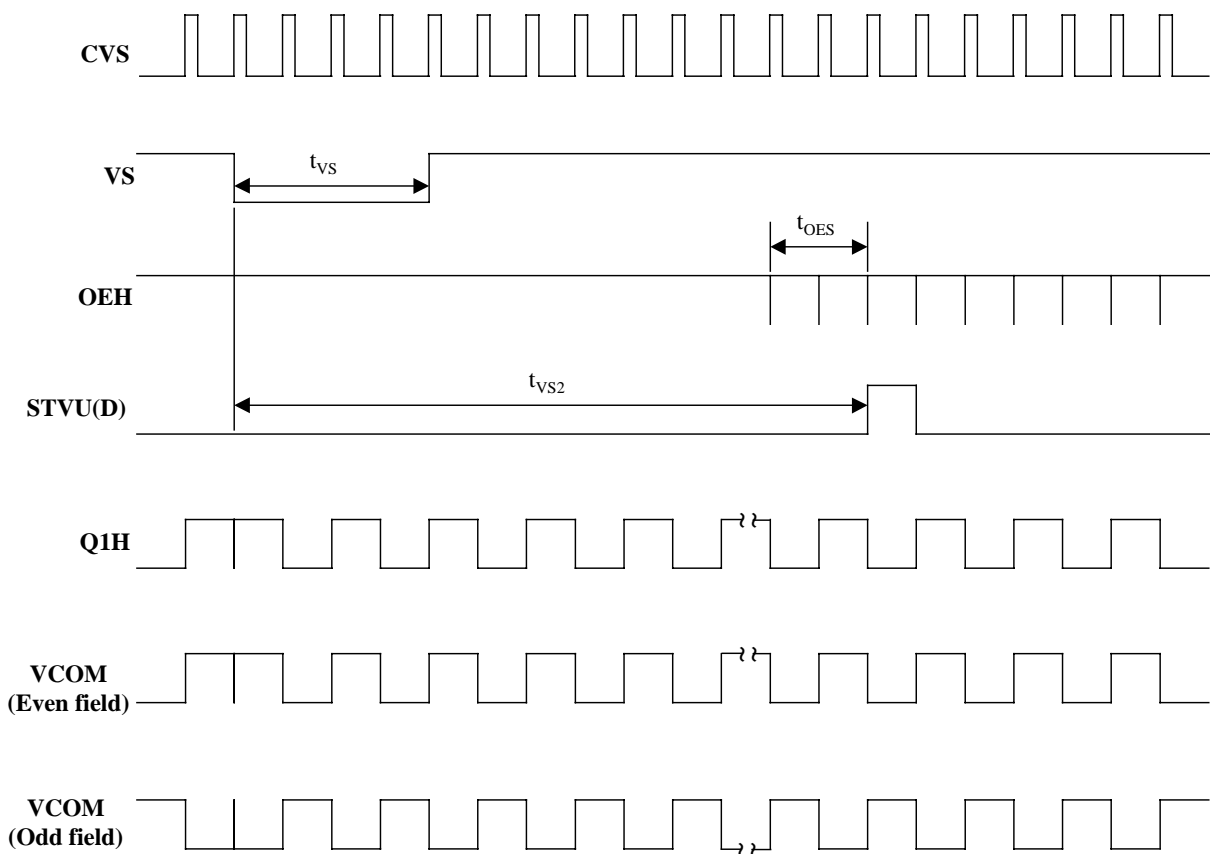 CVS
VS
tVS
tOES
OEH
tVS2
STVU(D)
Q1H
VCOM
(Even field)
VCOM
(Odd field)